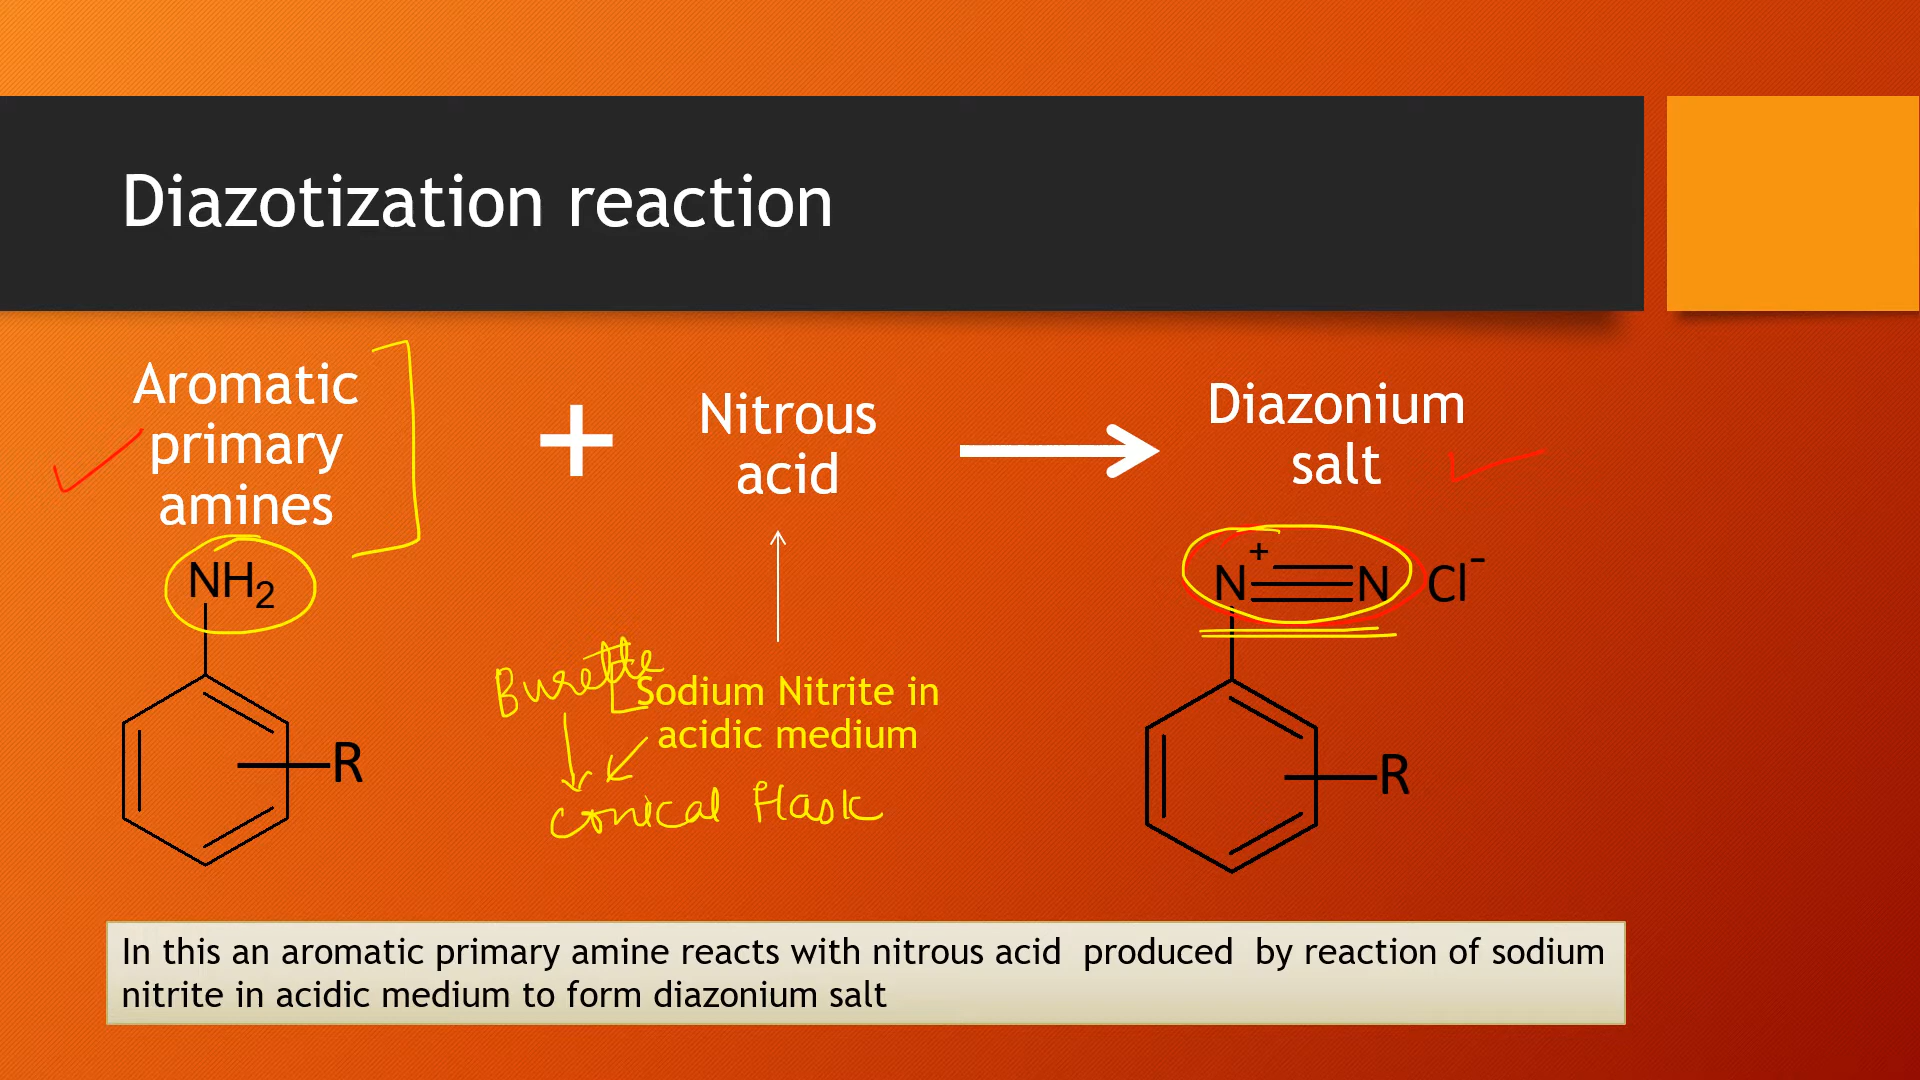 Diazotization reaction
Aromatic
primary
amines
+
Nitrous
acid
Diazonium
salt
NH2
R
N+≡N Cl-
R
Burette
Sodium Nitrite in
acidic medium
Conical Flask
In this an aromatic primary amine reacts with nitrous acid produced by reaction of sodium
nitrite in acidic medium to form diazonium salt